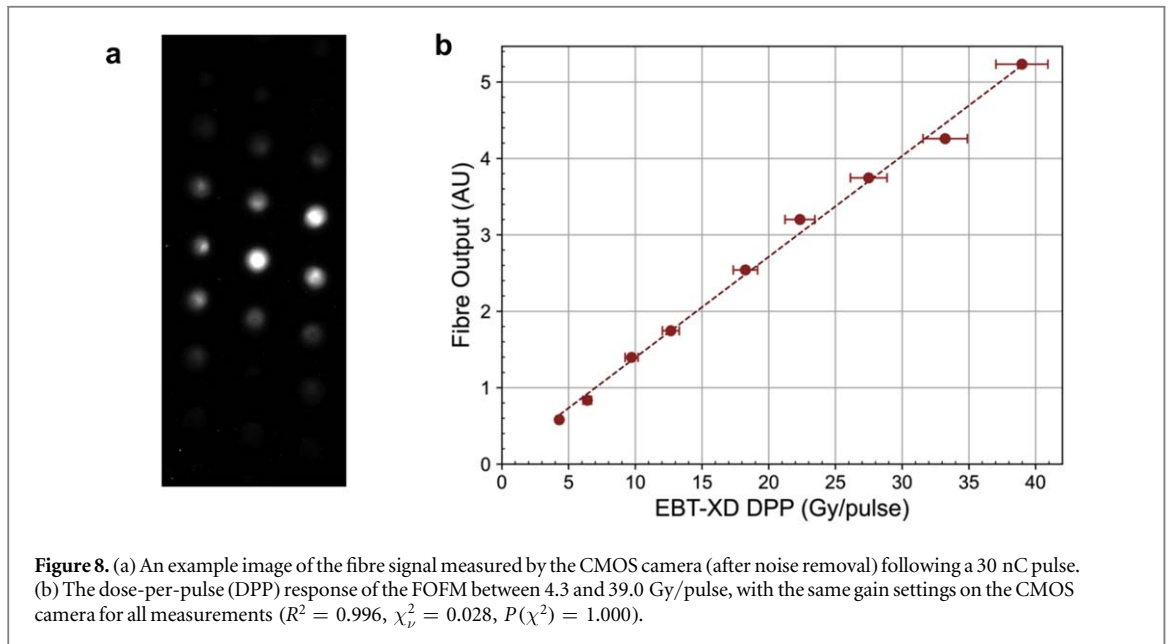 a
b
5
4
3
2
1
0
Fibre Output (AU)
0 5 10 15 20 25 30 35 40
EBT-XD DPP (Gy/pulse)
Figure 8. (a) An example image of the fibre signal measured by the CMOS camera (after noise removal) following a 30 nC pulse.
(b) The dose-per-pulse (DPP) response of the FOFM between 4.3 and 39.0 Gy/pulse, with the same gain settings on the CMOS
camera for all measurements (R² = 0.996, χ²ᵥ = 0.028, P(χ²) = 1.000).